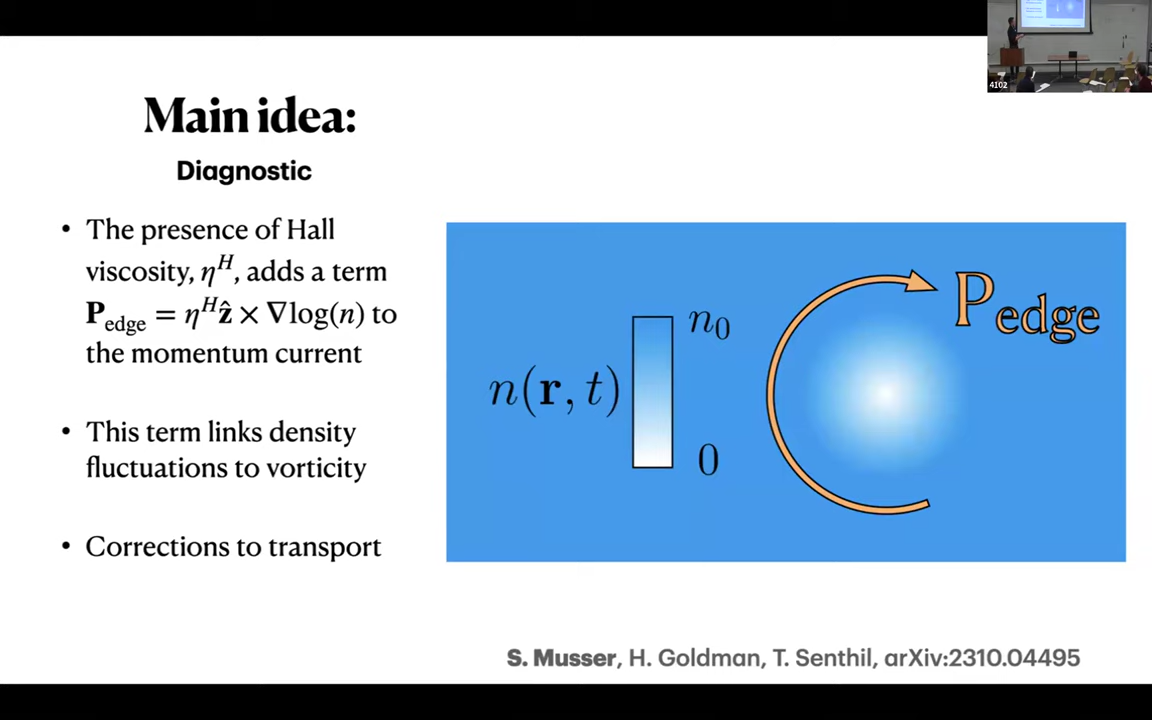 Main idea:
Diagnostic
• The presence of Hall
viscosity, η^H, adds a term
P_edge = η^H ẑ × ∇log(n) to
the momentum current
• This term links density
fluctuations to vorticity
• Corrections to transport
n(r, t)
n_0
0
P_edge
S. Musser, H. Goldman, T. Senthil, arXiv:2310.04495
4102